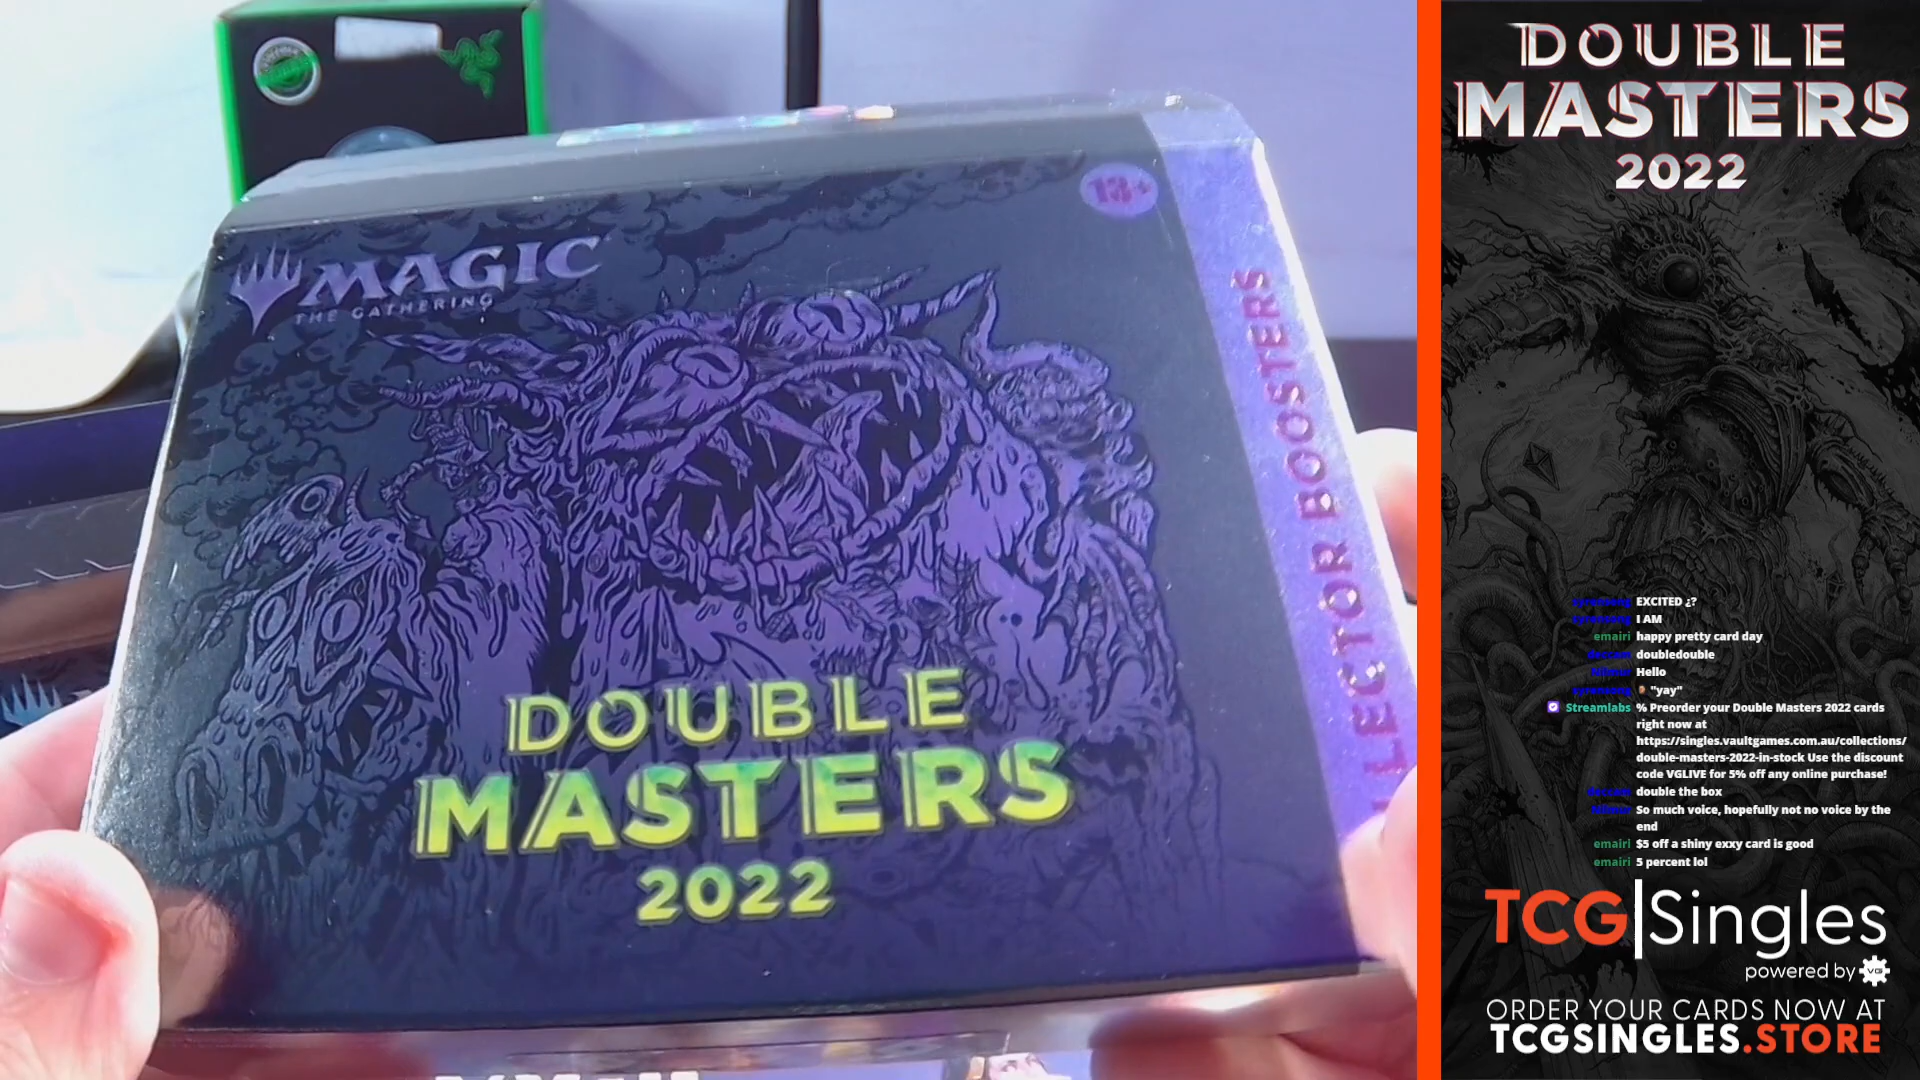 MAGIC
THE GATHERING
13+
LECTOR BOOSTERS
DOUBLE
MASTERS
2022
DOUBLE
MASTERS
2022
EXCITED ¿?
I AM
emairi happy pretty card day
doubledouble
Hello
"yay"
Streamlabs % Preorder your Double Masters 2022 cards
right now at
https://singles.vaultgames.com.au/collections/
double-masters-2022-in-stock Use the discount
code VGLIVE for 5% off any online purchase!
double the box
So much voice, hopefully not no voice by the
end
emairi $5 off a shiny exxy card is good
emairi 5 percent lol
TCG|Singles
powered by VG
ORDER YOUR CARDS NOW AT
TCGSINGLES.STORE